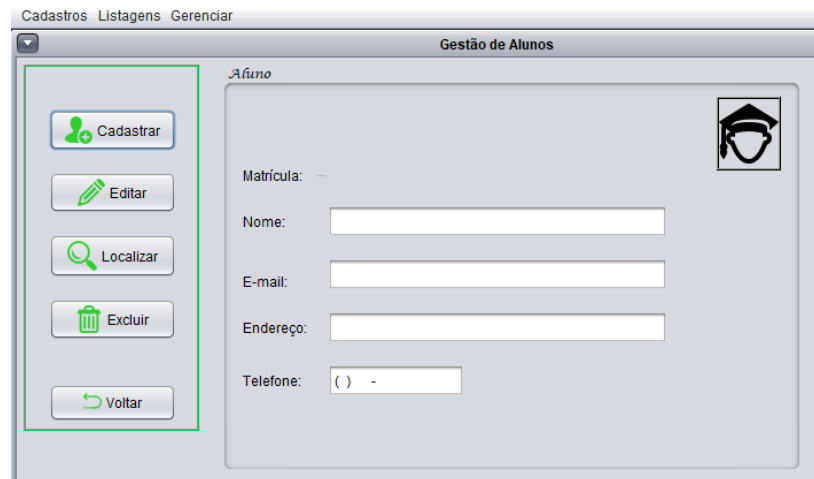 Cadastros Listagens Gerenciar
Gestão de Alunos
Aluno
Cadastrar
Editar
Localizar
Excluir
Voltar
Matrícula: ...
Nome:
E-mail:
Endereço:
Telefone: ( ) -